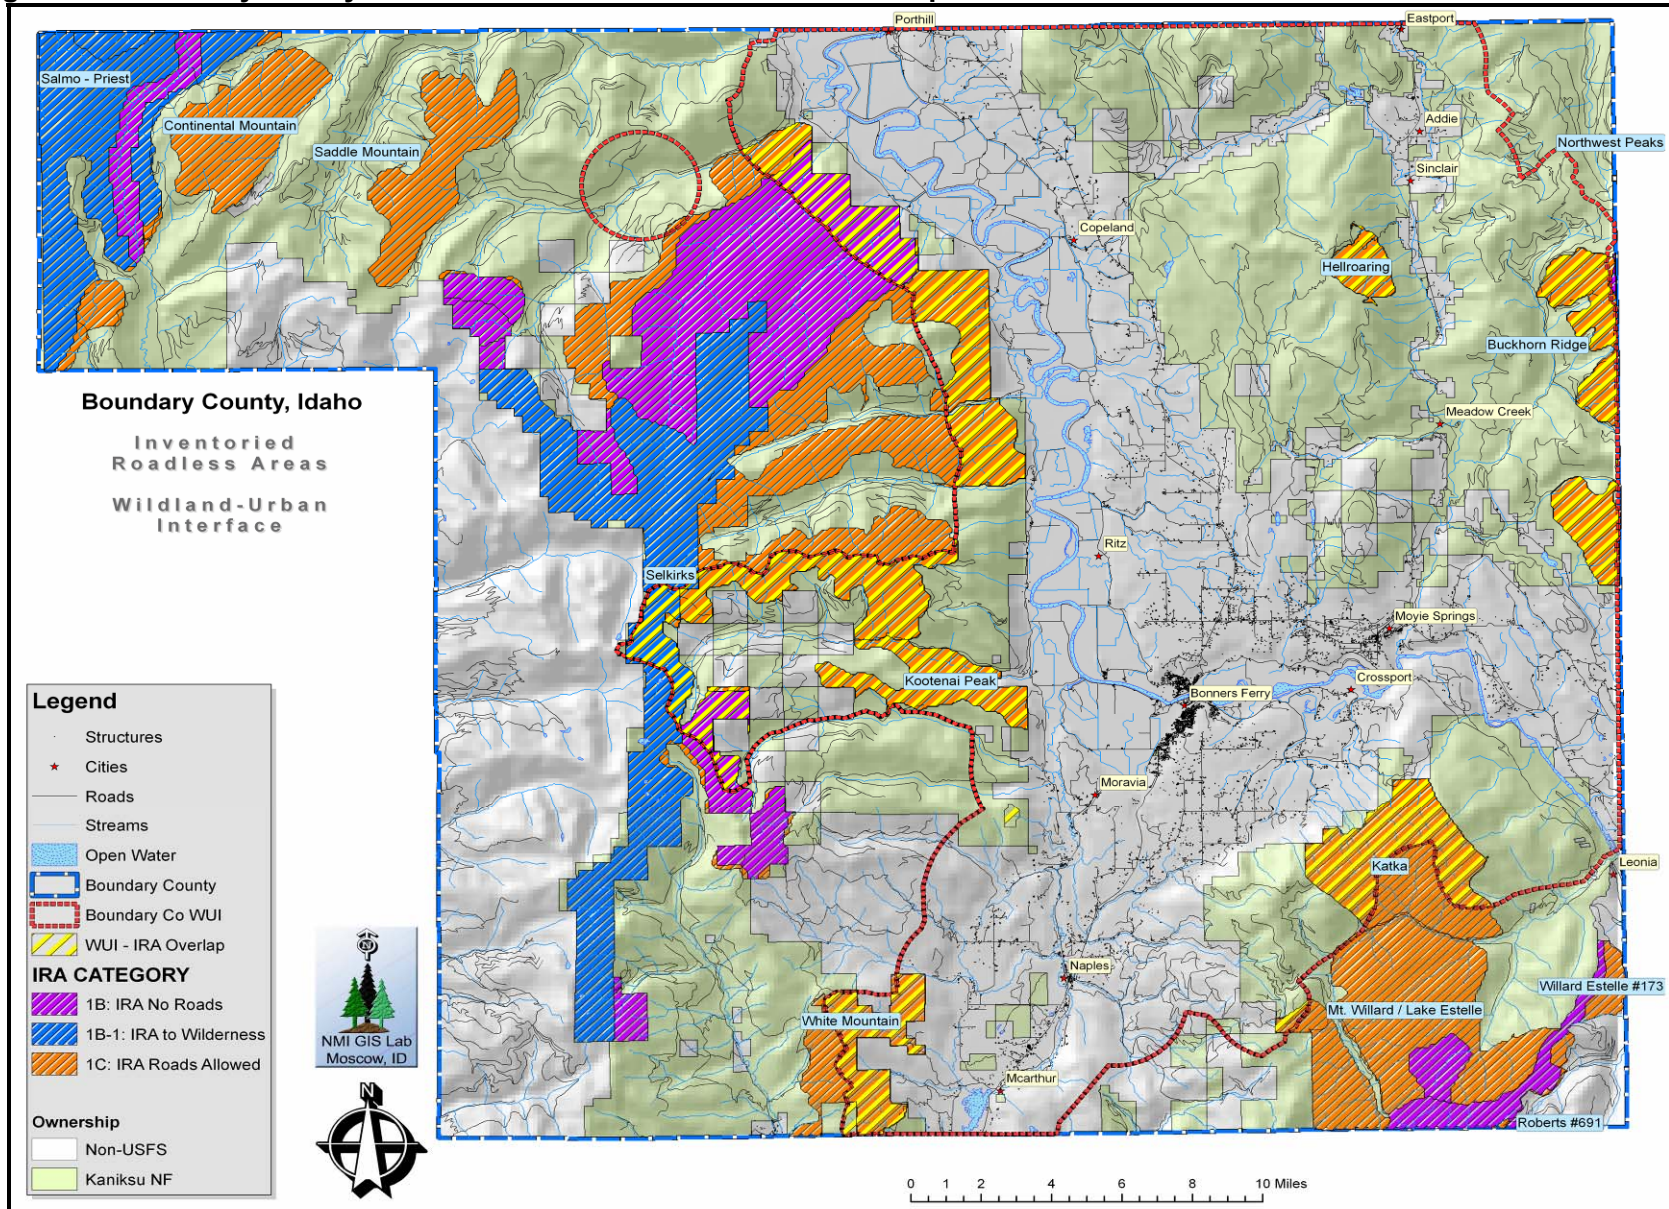 Porthill
Eastport
Salmo - Priest
Continental Mountain
Addie
Saddle Mountain
Northwest Peaks
Sinclair
Copeland
Hellroaring
Buckhorn Ridge
Boundary County, Idaho
Inventoried
Roadless Areas
Wildland-Urban
Interface
Meadow Creek
Ritz
Selkirks
Moyie Springs
Kootenai Peak
Crossport
Bonners Ferry
Moravia
Katka
Leonia
Naples
Willard Estelle #173
White Mountain
Mt. Willard / Lake Estelle
Mcarthur
Roberts #691
Legend
Structures
Cities
Roads
Streams
Open Water
Boundary County
Boundary Co WUI
WUI - IRA Overlap
IRA CATEGORY
1B: IRA No Roads
1B-1: IRA to Wilderness
1C: IRA Roads Allowed
Ownership
Non-USFS
Kaniksu NF
N
NMI GIS Lab
Moscow, ID
N
0 1 2 4 6 8 10 Miles